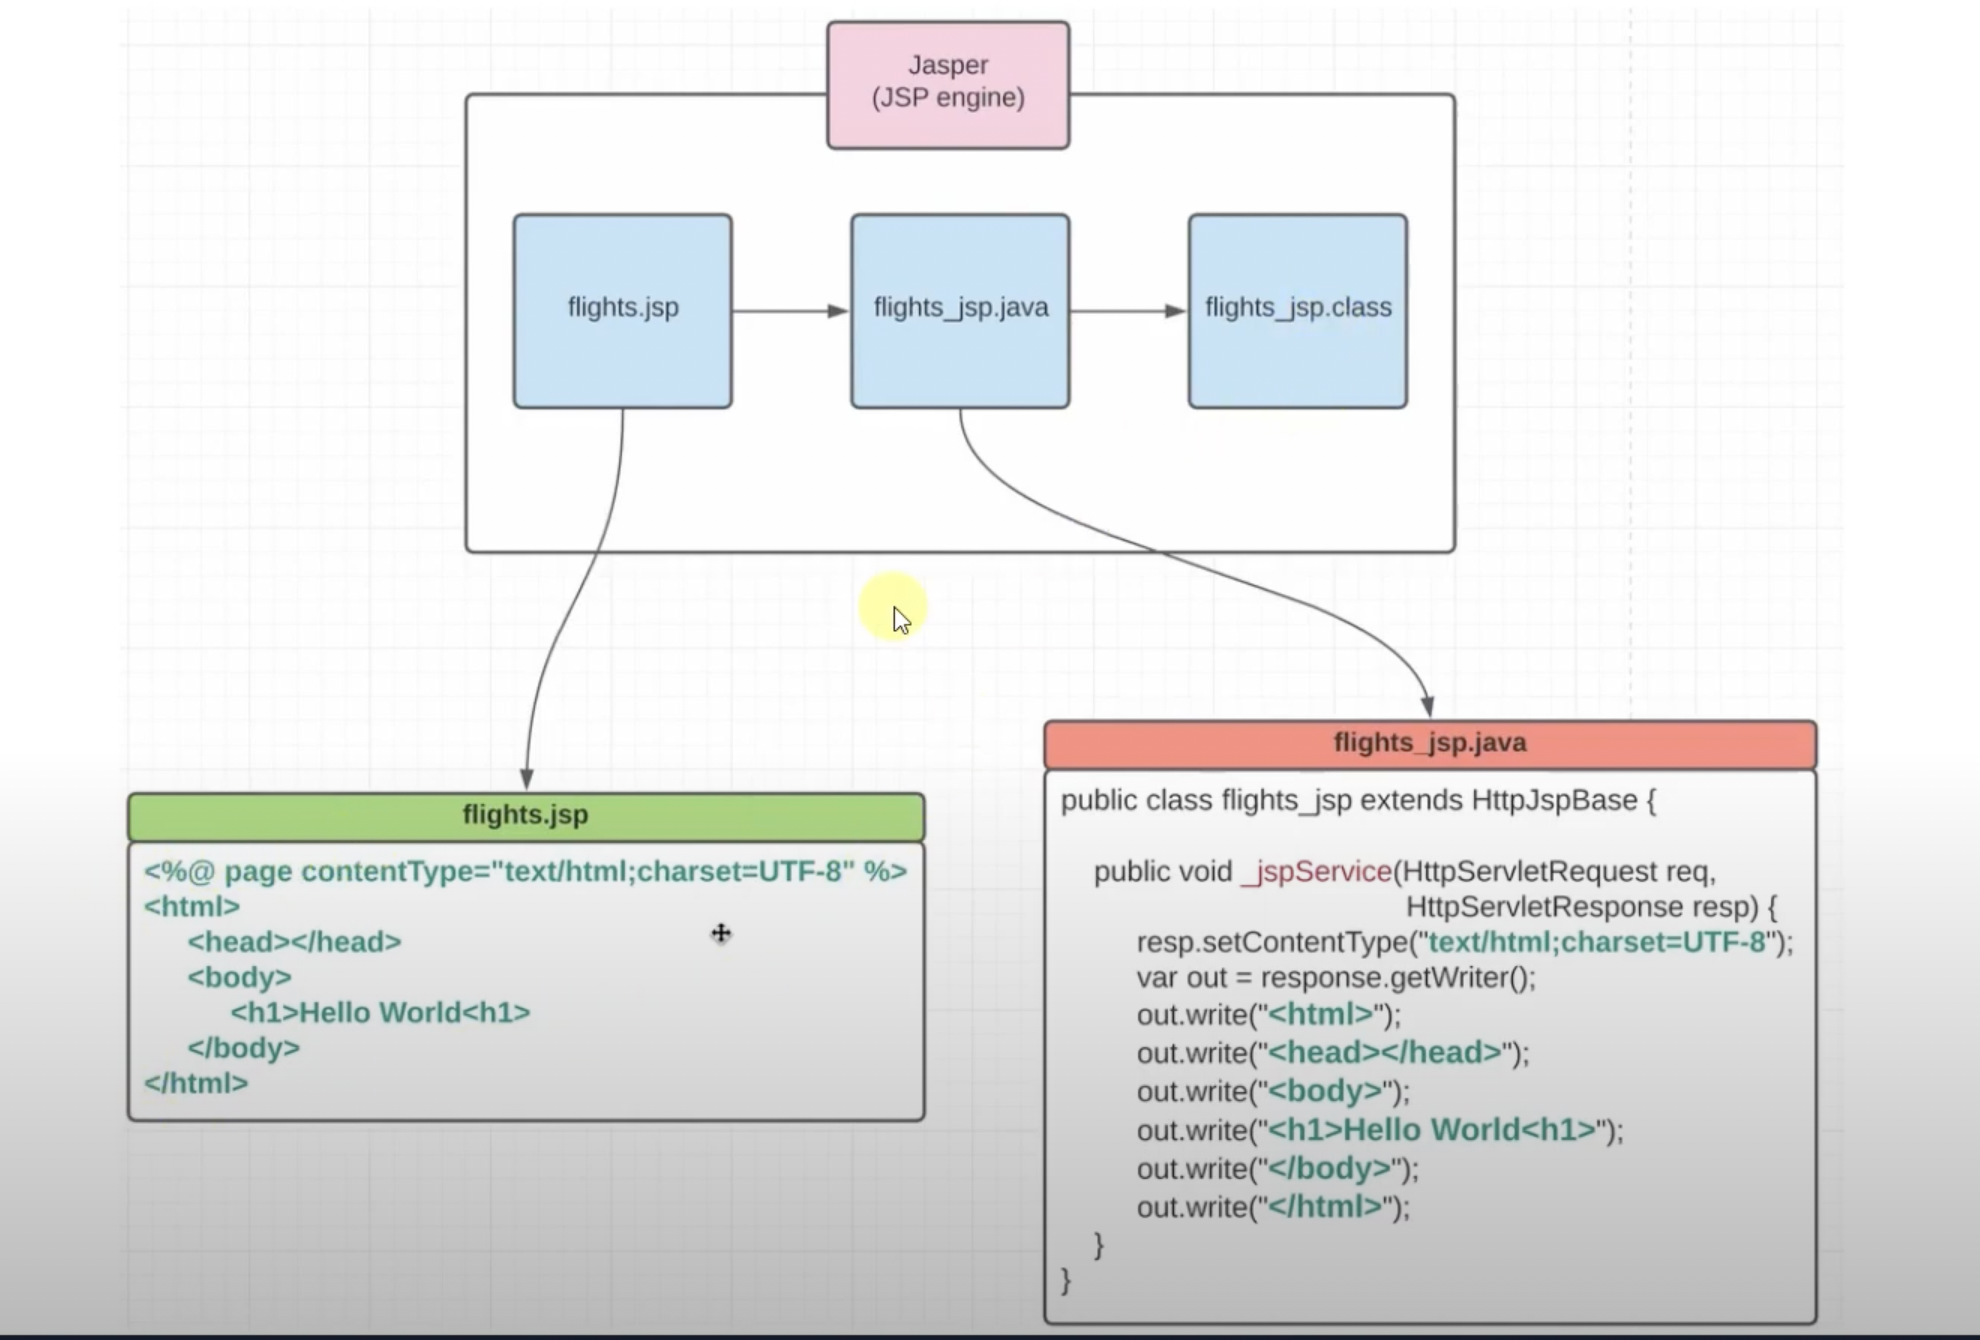 Jasper
(JSP engine)
flights.jsp
flights_jsp.java
flights_jsp.class
flights.jsp
<%@ page contentType="text/html;charset=UTF-8" %>
<html>
<head></head>
<body>
<h1>Hello World<h1>
</body>
</html>
flights_jsp.java
public class flights_jsp extends HttpJspBase {
public void _jspService(HttpServletRequest req,
HttpServletResponse resp) {
resp.setContentType("text/html;charset=UTF-8");
var out = response.getWriter();
out.write("<html>");
out.write("<head></head>");
out.write("<body>");
out.write("<h1>Hello World<h1>");
out.write("</body>");
out.write("</html>");
}
}